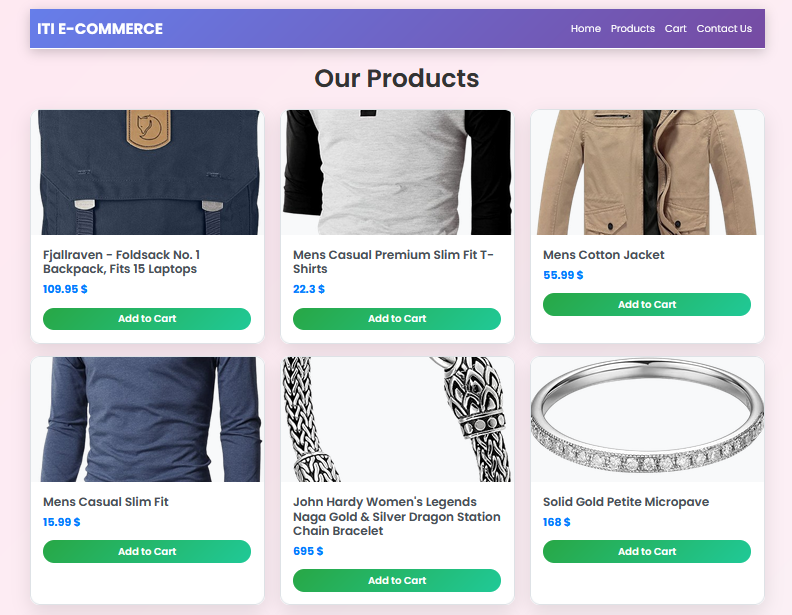 ITI E-COMMERCE
Home Products Cart Contact Us
Our Products
Fjallraven - Foldsack No. 1
Backpack, Fits 15 Laptops
109.95 $
Add to Cart
Mens Casual Premium Slim Fit T-
Shirts
22.3 $
Add to Cart
Mens Cotton Jacket
55.99 $
Add to Cart
Mens Casual Slim Fit
15.99 $
Add to Cart
John Hardy Women's Legends
Naga Gold & Silver Dragon Station
Chain Bracelet
695 $
Add to Cart
Solid Gold Petite Micropave
168 $
Add to Cart